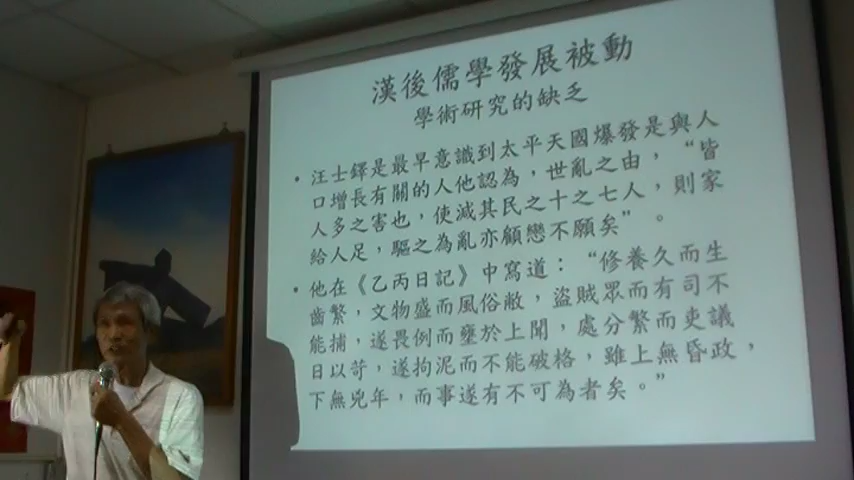 漢後儒學發展被動
學術研究的缺乏
• 汪士鐸是最早意識到太平天國爆發是與人
口增長有關的人他認為，世亂之由，“皆
人多之害也，使減其民之十之七人，則家
給人足，驅之為亂亦顧戀不願矣”。
• 他在《乙丙日記》中寫道：“修養久而生
齒繁，文物盛而風俗敝，盜賊眾而有司不
能捕，遂畏例而壅於上聞，處分繁而吏議
日以苛，遂拘泥而不能破格，雖上無昏政，
下無兇年，而事遂有不可為者矣。”